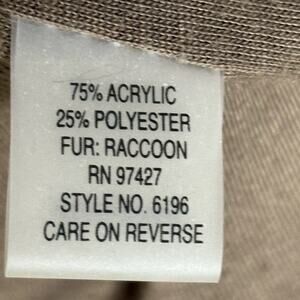 75% ACRYLIC
25% POLYESTER
FUR: RACCOON
RN 97427
STYLE NO. 6196
CARE ON REVERSE